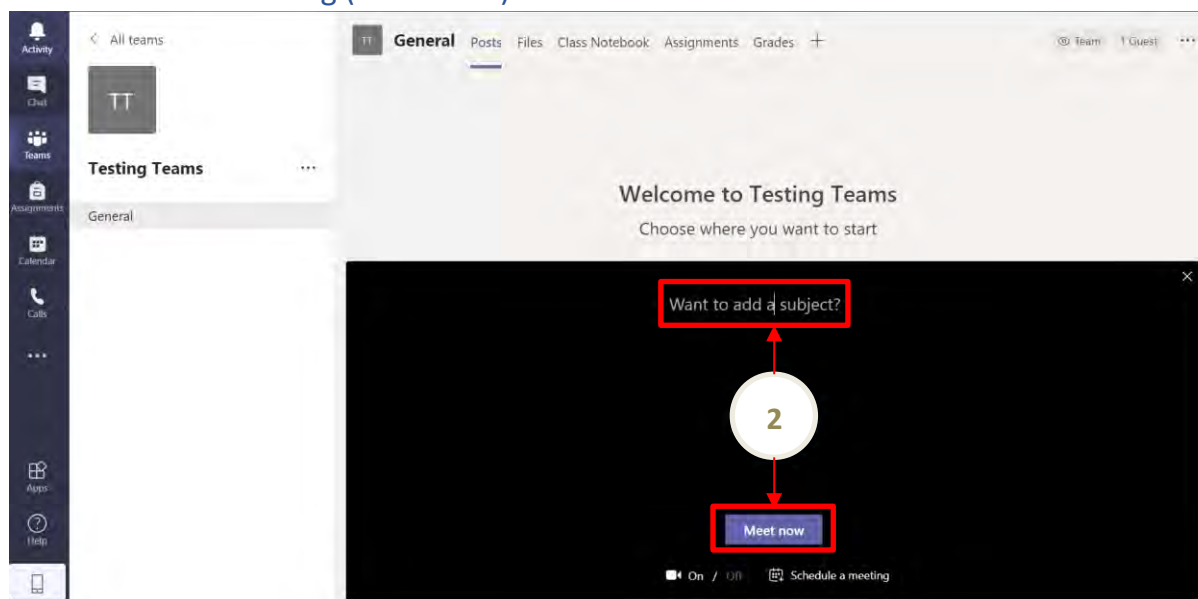 Activity
Chat
Teams
Assignments
Calendar
Calls
Apps
Help
All teams
TT
Testing Teams
General
TT
General Posts Files Class Notebook Assignments Grades
Team 1 Guest
Welcome to Testing Teams
Choose where you want to start
Want to add a subject?
2
Meet now
On / Off Schedule a meeting